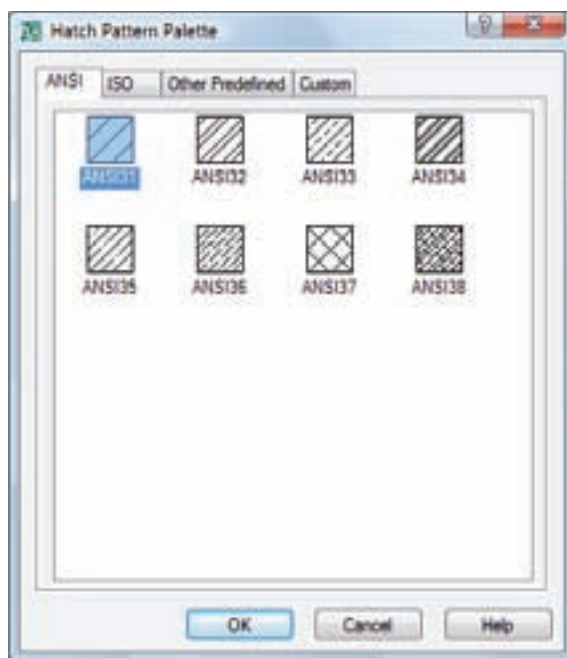 Hatch Pattern Palette
ANSI ISO Other Predefined Custom
ANSI31 ANSI32 ANSI33 ANSI34
ANSI35 ANSI36 ANSI37 ANSI38
OK Cancel Help